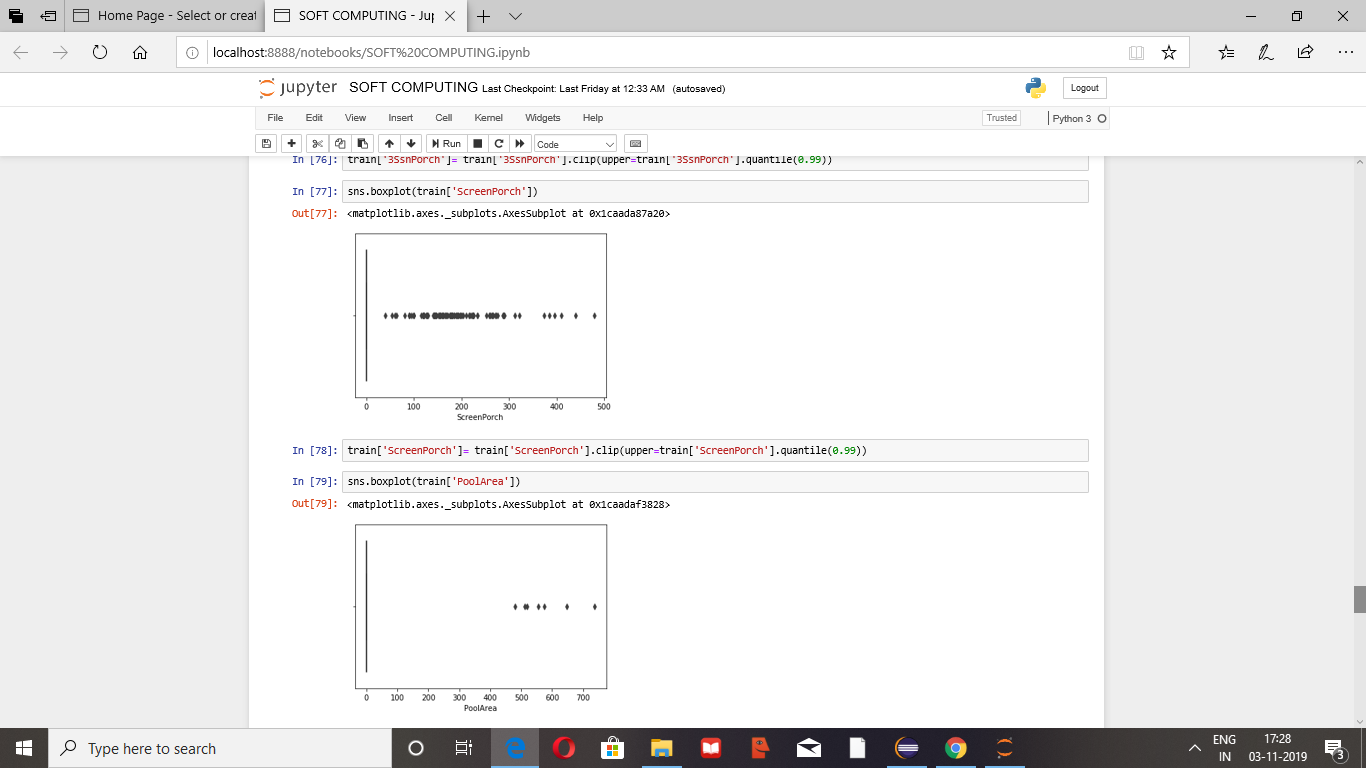 Home Page - Select or creat
SOFT COMPUTING - Jup
localhost:8888/notebooks/SOFT%20COMPUTING.ipynb
jupyter SOFT COMPUTING Last Checkpoint: Last Friday at 12:33 AM (autosaved)
Logout
File Edit View Insert Cell Kernel Widgets Help
Trusted
Python 3
Run
Code
In [76]: train['3SsnPorch']= train['3SsnPorch'].clip(upper=train['3SsnPorch'].quantile(0.99))
In [77]: sns.boxplot(train['ScreenPorch'])
Out[77]: <matplotlib.axes._subplots.AxesSubplot at 0x1caada87a20>
0 100 200 300 400 500
ScreenPorch
In [78]: train['ScreenPorch']= train['ScreenPorch'].clip(upper=train['ScreenPorch'].quantile(0.99))
In [79]: sns.boxplot(train['PoolArea'])
Out[79]: <matplotlib.axes._subplots.AxesSubplot at 0x1caadaf3828>
0 100 200 300 400 500 600 700
PoolArea
Type here to search
ENG
IN
17:28
03-11-2019
3